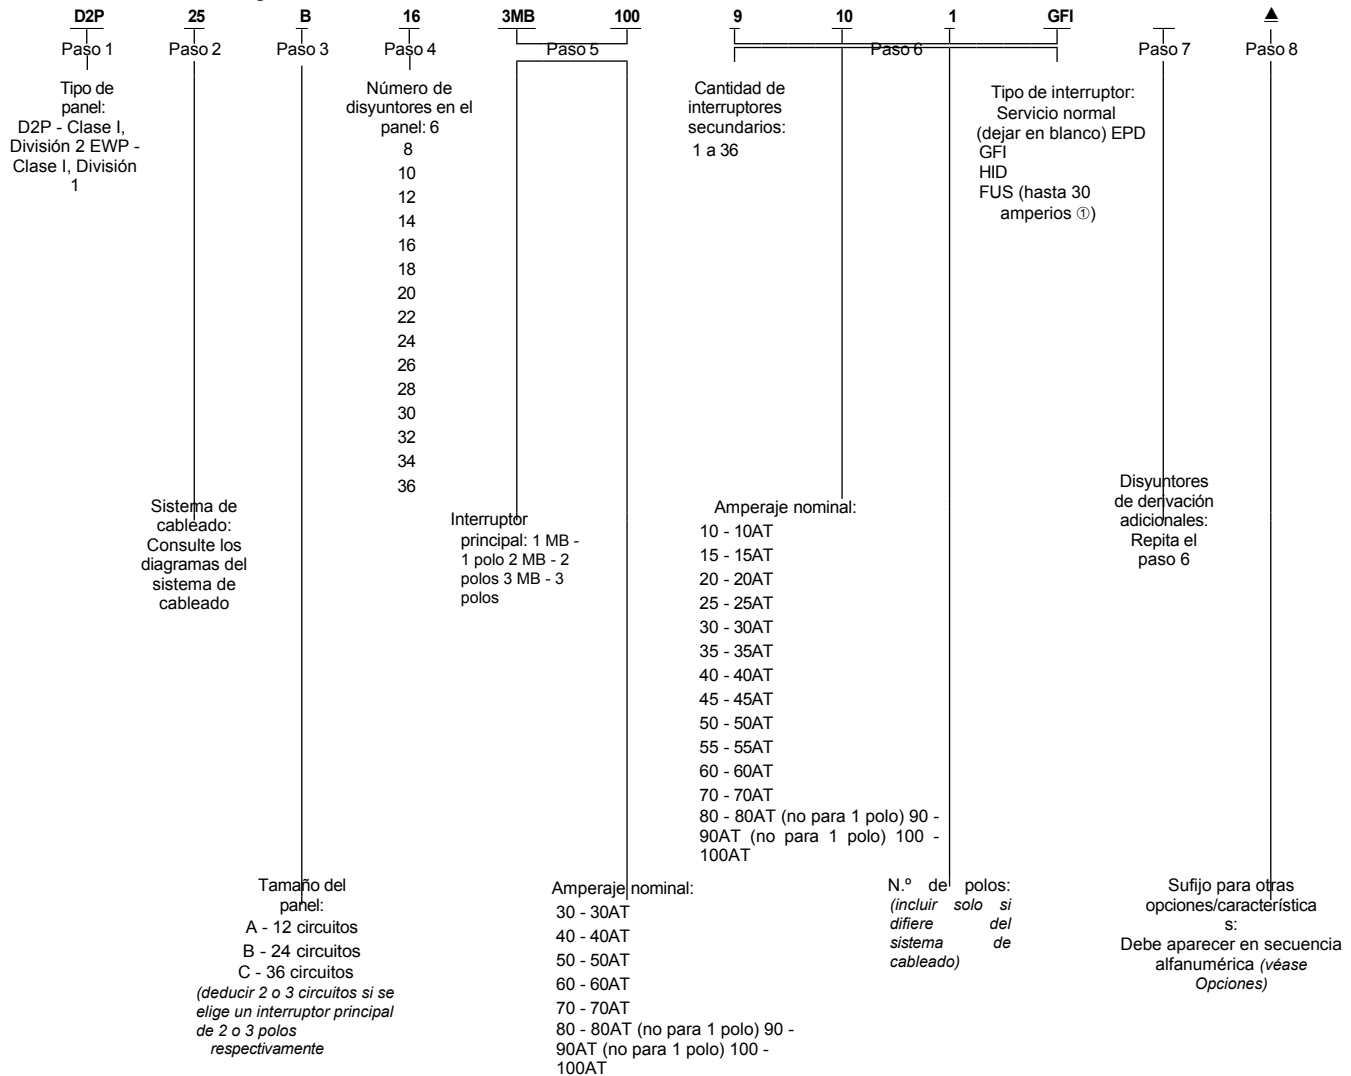 D2P 25 B 16 3MB 100 9 10 1 GFI ▲
Paso 1 Paso 2 Paso 3 Paso 4 Paso 5 Paso 6 Paso 7 Paso 8
Tipo de
panel:
D2P - Clase I,
División 2 EWP -
Clase I, División
1
Número de
disyuntores en el
panel: 6
8
10
12
14
16
18
20
22
24
26
28
30
32
34
36
Cantidad de
interruptores
secundarios:
1 a 36
Tipo de interruptor:
Servicio normal
(dejar en blanco) EPD
GFI
HID
FUS (hasta 30
amperios ①)
Sistema de
cableado:
Consulte los
diagramas del
sistema de
cableado
Interruptor
principal: 1 MB -
1 polo 2 MB - 2
polos 3 MB - 3
polos
Amperaje nominal:
10 - 10AT
15 - 15AT
20 - 20AT
25 - 25AT
30 - 30AT
35 - 35AT
40 - 40AT
45 - 45AT
50 - 50AT
55 - 55AT
60 - 60AT
70 - 70AT
80 - 80AT (no para 1 polo) 90 -
90AT (no para 1 polo) 100 -
100AT
Disyuntores
de derivación
adicionales:
Repita el
paso 6
Tamaño del
panel:
A - 12 circuitos
B - 24 circuitos
C - 36 circuitos
(deducir 2 o 3 circuitos si se
elige un interruptor principal
de 2 o 3 polos
respectivamente
Amperaje nominal:
30 - 30AT
40 - 40AT
50 - 50AT
60 - 60AT
70 - 70AT
80 - 80AT (no para 1 polo) 90 -
90AT (no para 1 polo) 100 -
100AT
N.º de polos:
(incluir solo si
difiere del
sistema de
cableado)
Sufijo para otras
opciones/característica
s:
Debe aparecer en secuencia
alfanumérica (véase
Opciones)